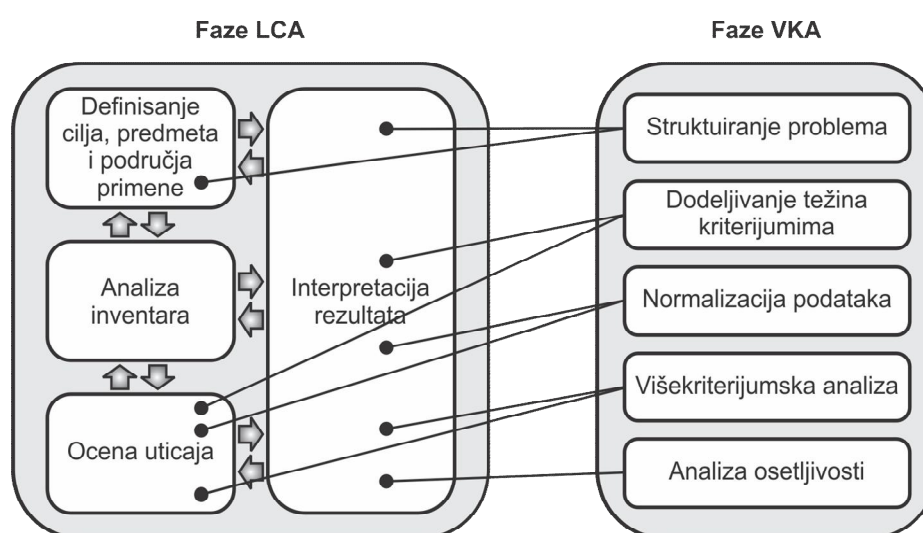 Faze LCA
Definisanje
cilja, predmeta
i područja
primene
Analiza
inventara
Ocena uticaja
Interpretacija
rezultata
Faze VKA
Struktuiranje problema
Dodeljivanje težina
kriterijumima
Normalizacija podataka
Višekriterijumska analiza
Analiza osetljivosti